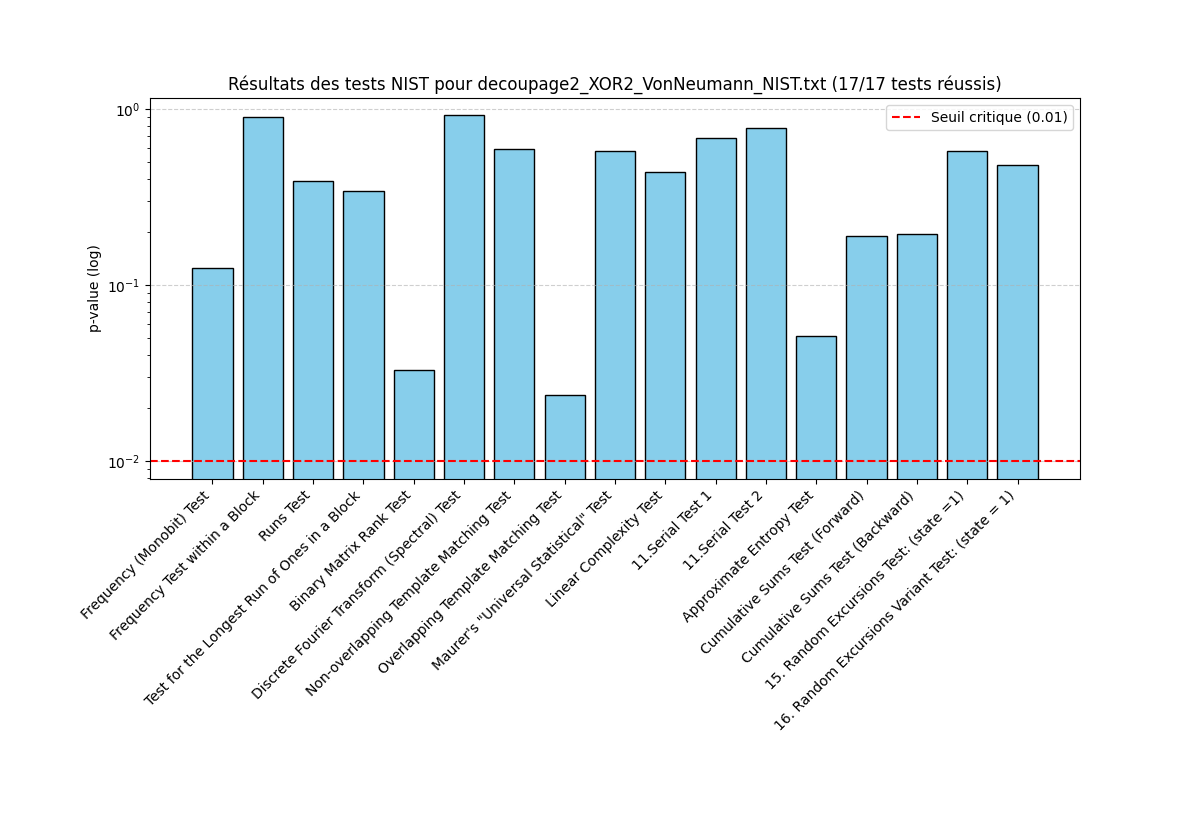 Résultats des tests NIST pour decoupage2_XOR2_VonNeumann_NIST.txt (17/17 tests réussis)
Seuil critique (0.01)
p-value (log)
10⁰
10⁻¹
10⁻²
Frequency (Monobit) Test
Frequency Test within a Block
Runs Test
Test for the Longest Run of Ones in a Block
Binary Matrix Rank Test
Discrete Fourier Transform (Spectral) Test
Non-overlapping Template Matching Test
Overlapping Template Matching Test
Maurer's "Universal Statistical" Test
Linear Complexity Test
11.Serial Test 1
11.Serial Test 2
Approximate Entropy Test
Cumulative Sums Test (Forward)
Cumulative Sums Test (Backward)
15. Random Excursions Test: (state =1)
16. Random Excursions Variant Test: (state = 1)